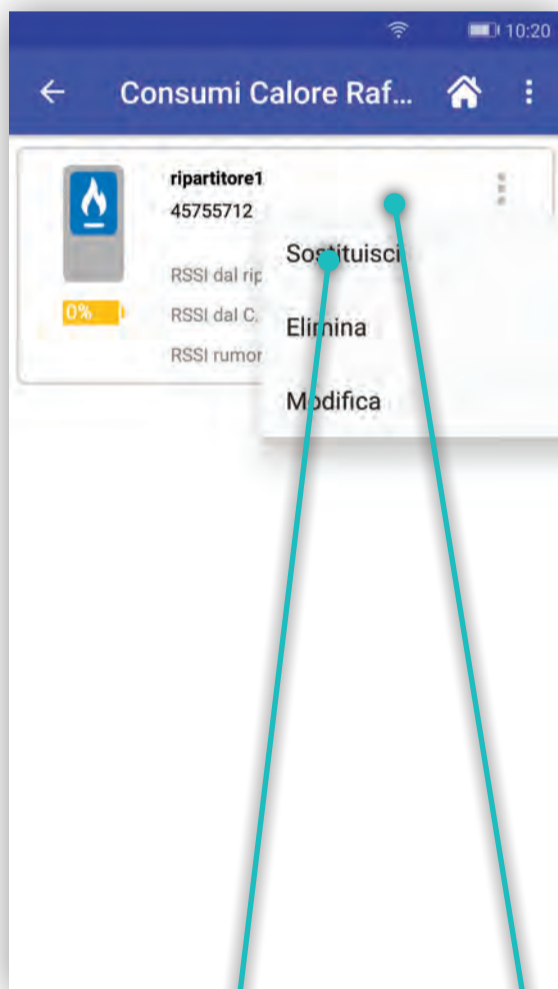 10:20
Consumi Calore Raf...
ripartitore1
45755712
Sostituisci
RSSI dal rip
0%
RSSI dal C.
Elimina
RSSI rumor
Modifica